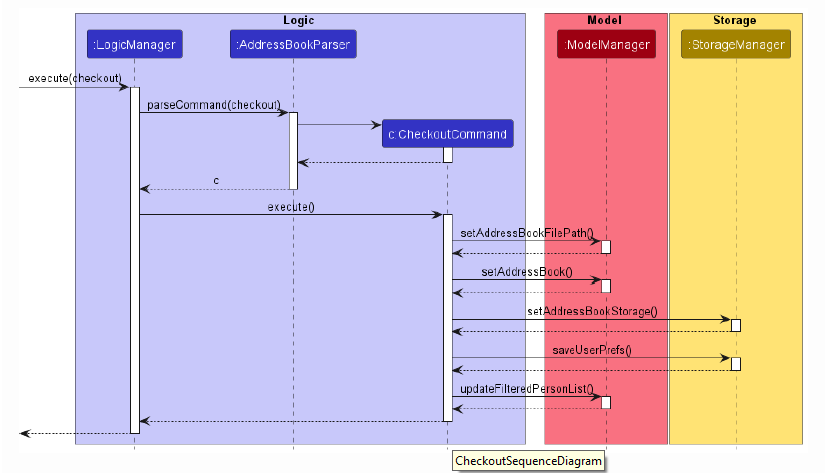 Logic
Model
Storage
:LogicManager
:AddressBookParser
:ModelManager
:StorageManager
execute(checkout)
parseCommand(checkout)
c:CheckoutCommand
c
execute()
setAddressBookFilePath()
setAddressBook()
setAddressBookStorage()
saveUserPrefs()
updateFilteredPersonList()
CheckoutSequenceDiagram